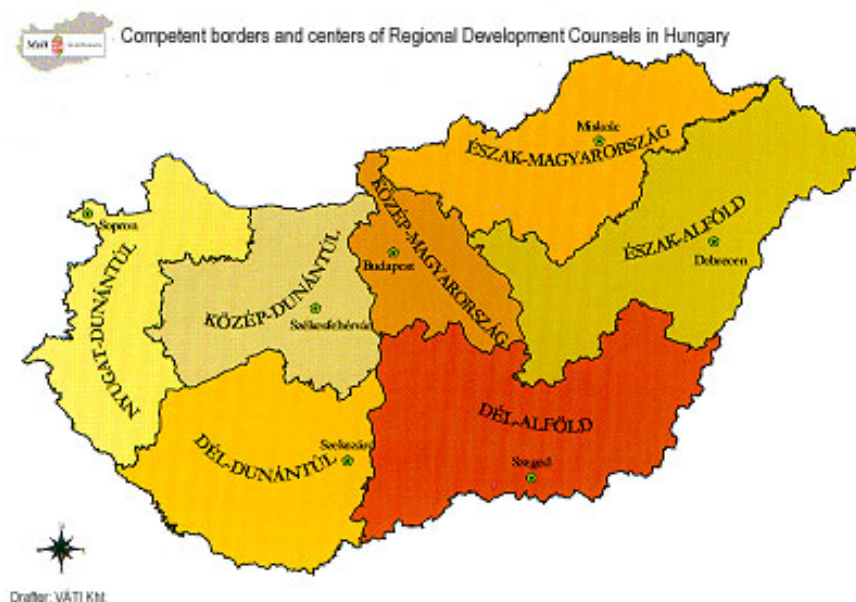 Competent borders and centers of Regional Development Counsels in Hungary
Miskolc
ÉSZAK-MAGYARORSZÁG
Sopron
KÖZÉP-MAGYARORSZÁG
ÉSZAK-ALFÖLD
Debrecen
Budapest
KÖZÉP-DUNÁNTÚL
Székesfehérvár
NYUGAT-DUNÁNTÚL
DÉL-ALFÖLD
DÉL-DUNÁNTÚL
Szekszárd
Szeged
Drafter: VÁTI Kht.